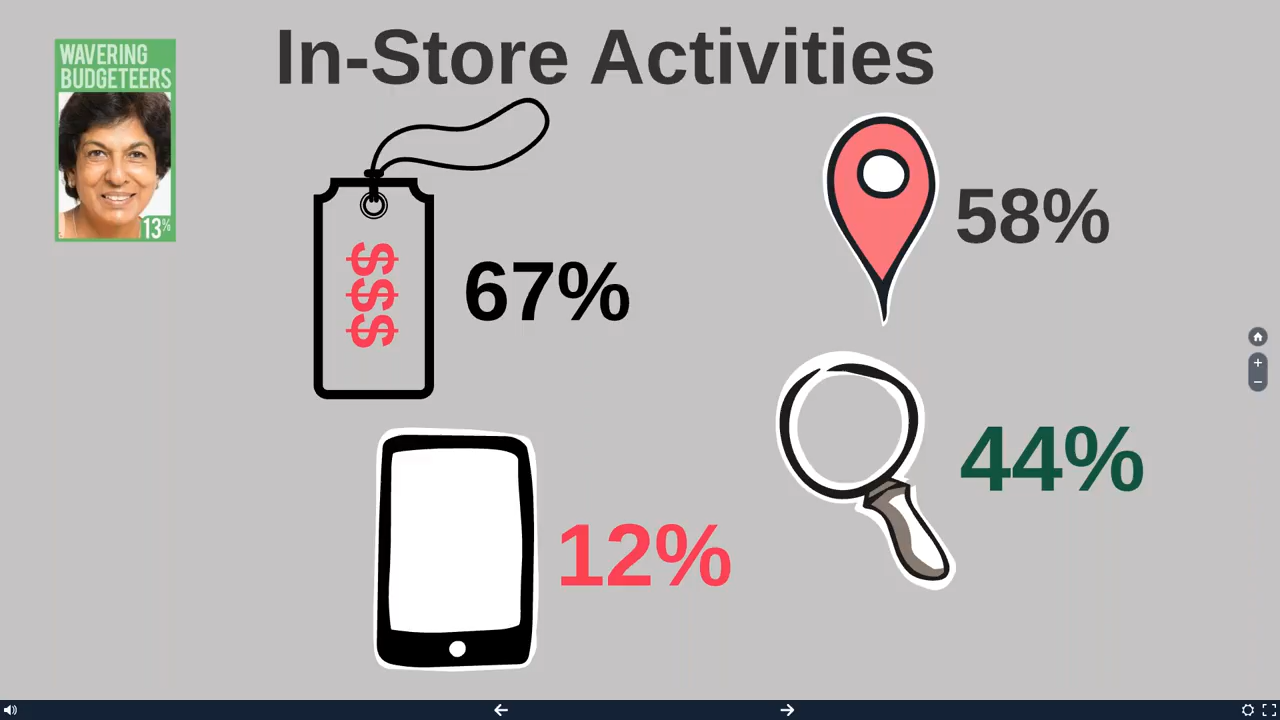 In-Store Activities
WAVERING
BUDGETEERS
13%
$$$
67%
58%
12%
44%